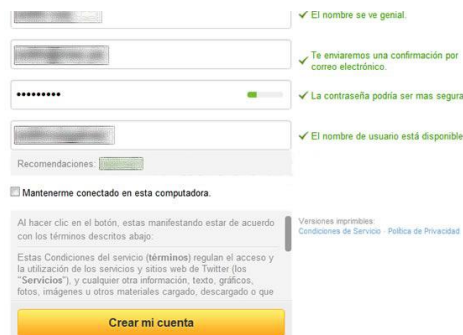 El nombre se ve genial.
Te enviaremos una confirmación por
correo electrónico.
La contraseña podría ser mas segura
El nombre de usuario está disponible
Recomendaciones:
Mantenerme conectado en esta computadora.
Al hacer clic en el botón, estas manifestando estar de acuerdo
con los términos descritos abajo:
Versiones imprimibles:
Condiciones de Servicio · Política de Privacidad
Estas Condiciones del servicio (términos) regulan el acceso y
la utilización de los servicios y sitios web de Twitter (los
"Servicios"), y cualquier otra información, texto, gráficos,
fotos, imágenes u otros materiales cargado, descargado o que
Crear mi cuenta